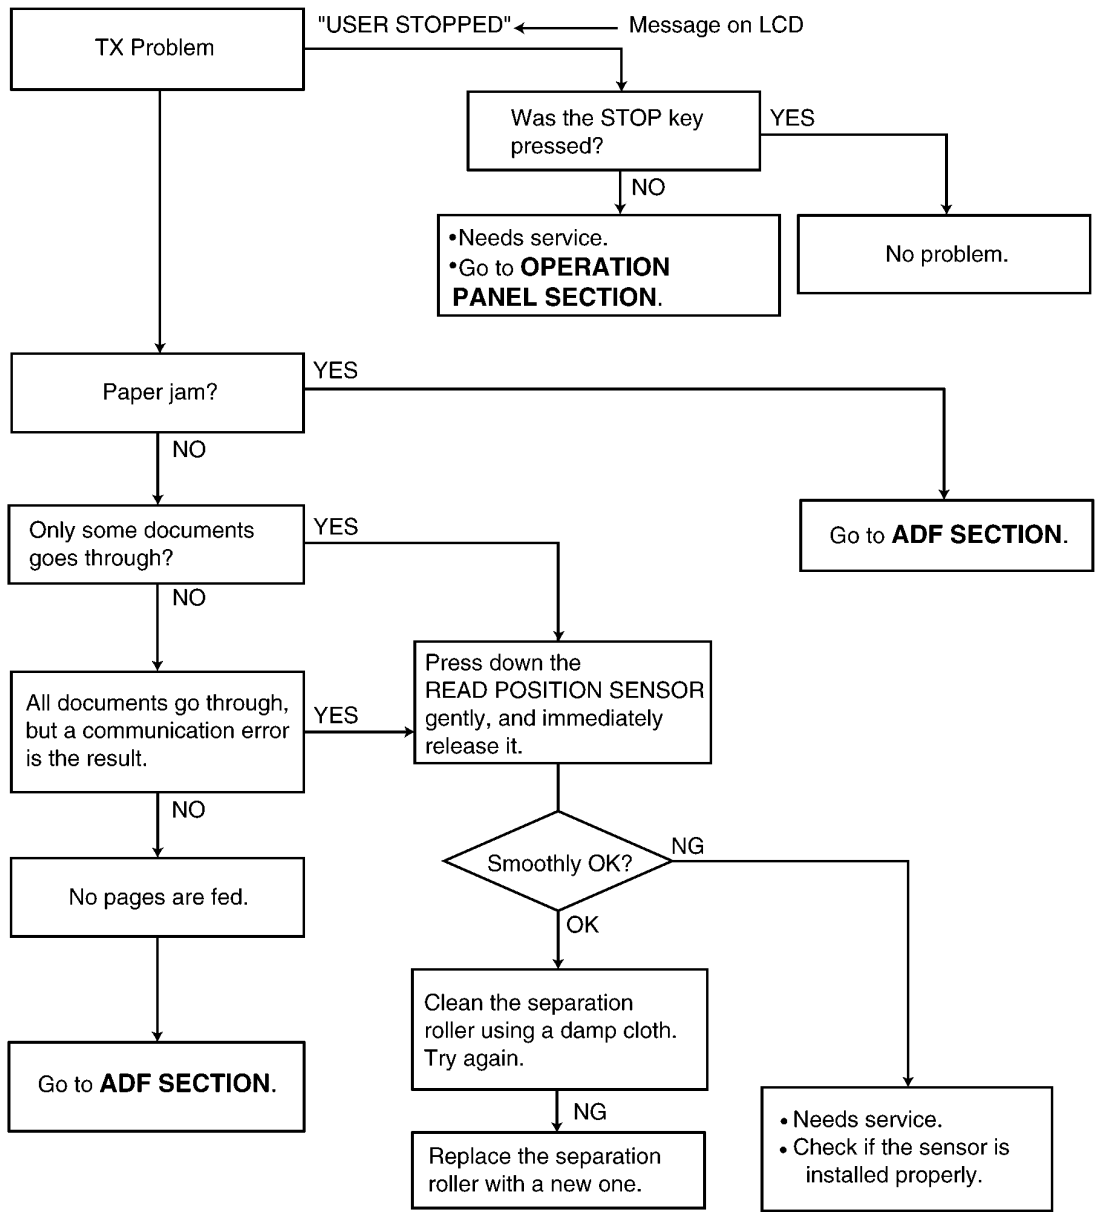 TX Problem
"USER STOPPED"
Message on LCD
Was the STOP key
pressed?
YES
NO
•Needs service.
•Go to OPERATION
PANEL SECTION.
No problem.
Paper jam?
YES
NO
Go to ADF SECTION.
Only some documents
goes through?
YES
NO
Press down the
READ POSITION SENSOR
gently, and immediately
release it.
All documents go through,
but a communication error
is the result.
YES
NO
Smoothly OK?
NG
OK
No pages are fed.
Clean the separation
roller using a damp cloth.
Try again.
Go to ADF SECTION.
NG
Replace the separation
roller with a new one.
• Needs service.
• Check if the sensor is
installed properly.